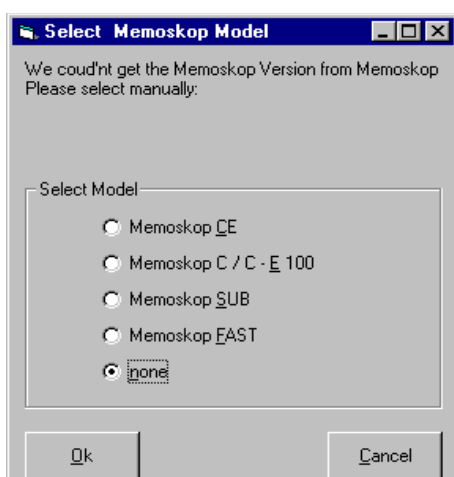 Select Memoskop Model
We coud'nt get the Memoskop Version from Memoskop
Please select manually:
Select Model
Memoskop CE
Memoskop C / C - E 100
Memoskop SUB
Memoskop FAST
none
Ok
Cancel